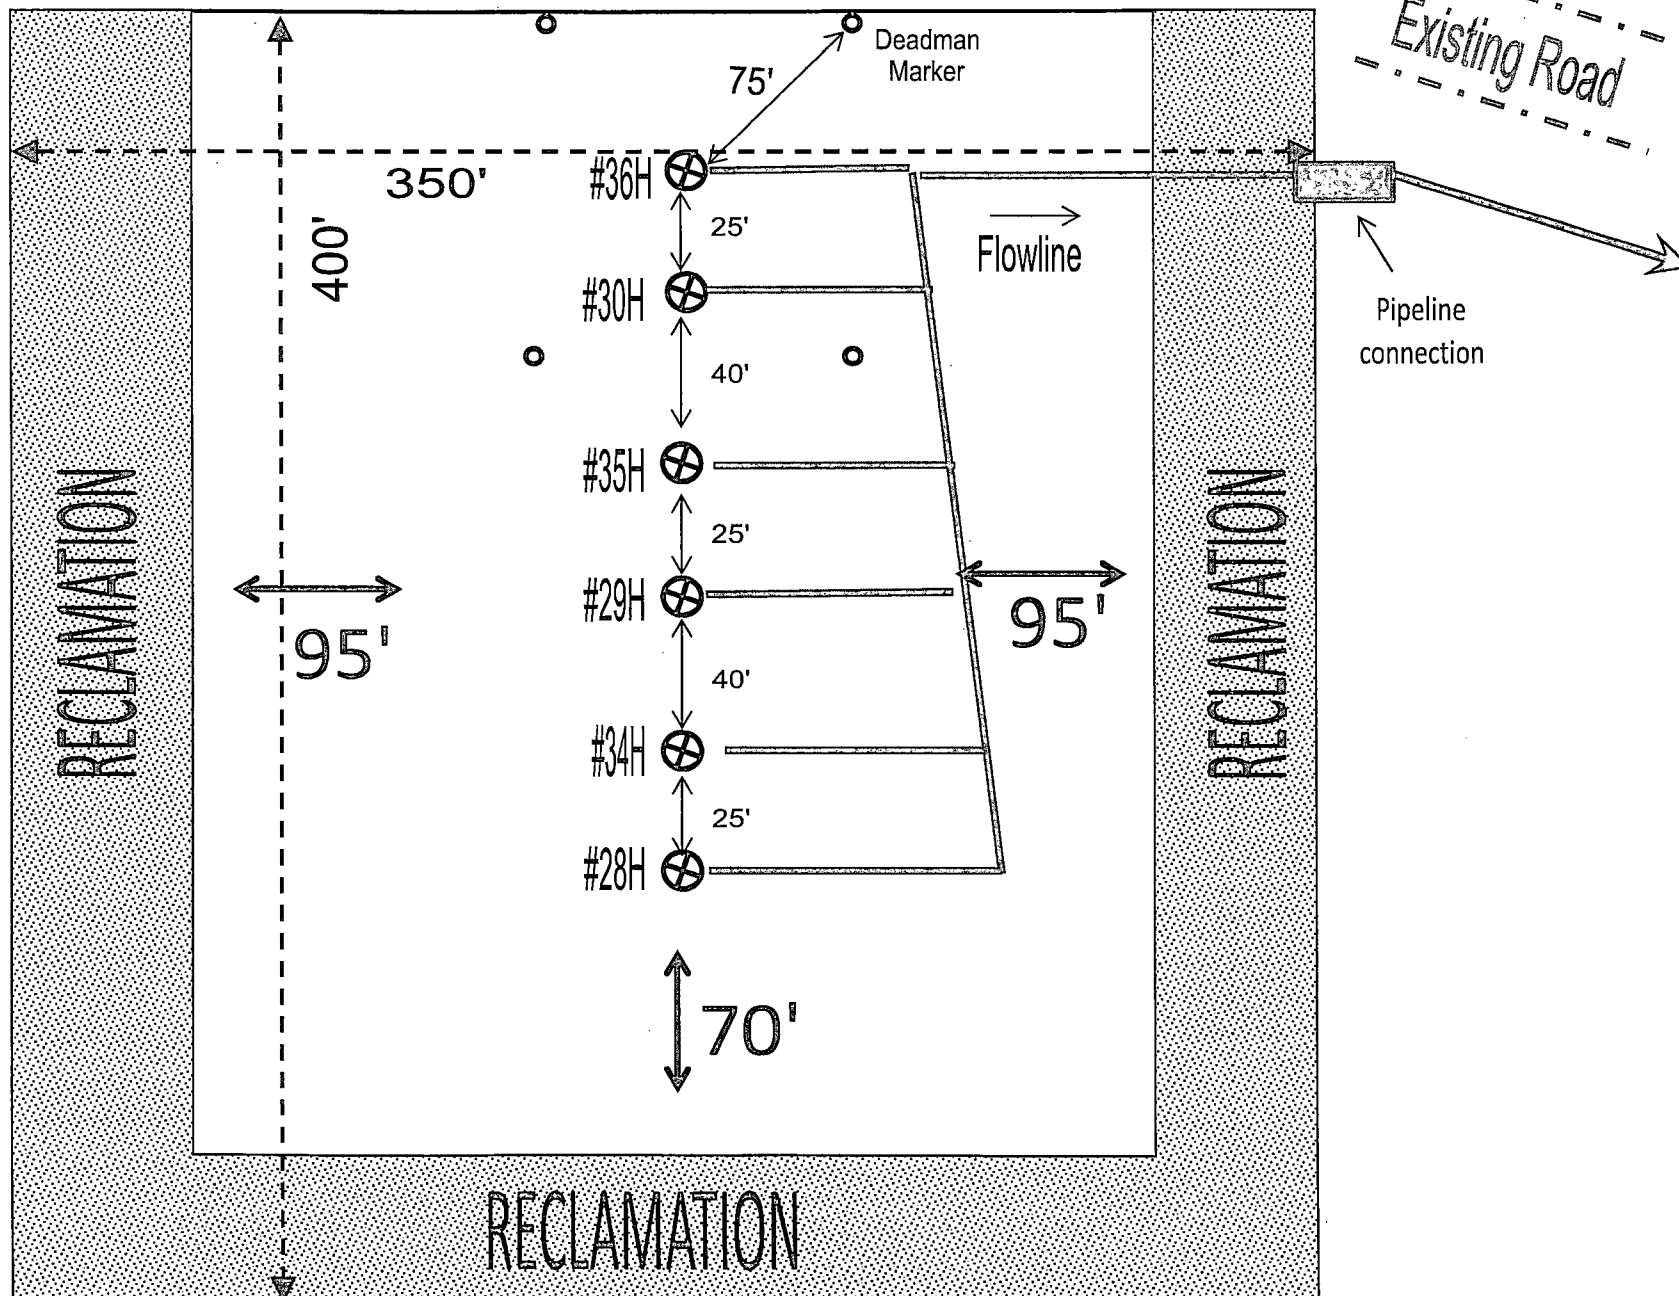 Existing Road
Deadman
Marker
75'
350'
#36H
400'
25'
Flowline
#30H
Pipeline
connection
40'
#35H
25'
#29H
95'
95'
RECLAMATION
RECLAMATION
40'
#34H
25'
#28H
70'
RECLAMATION